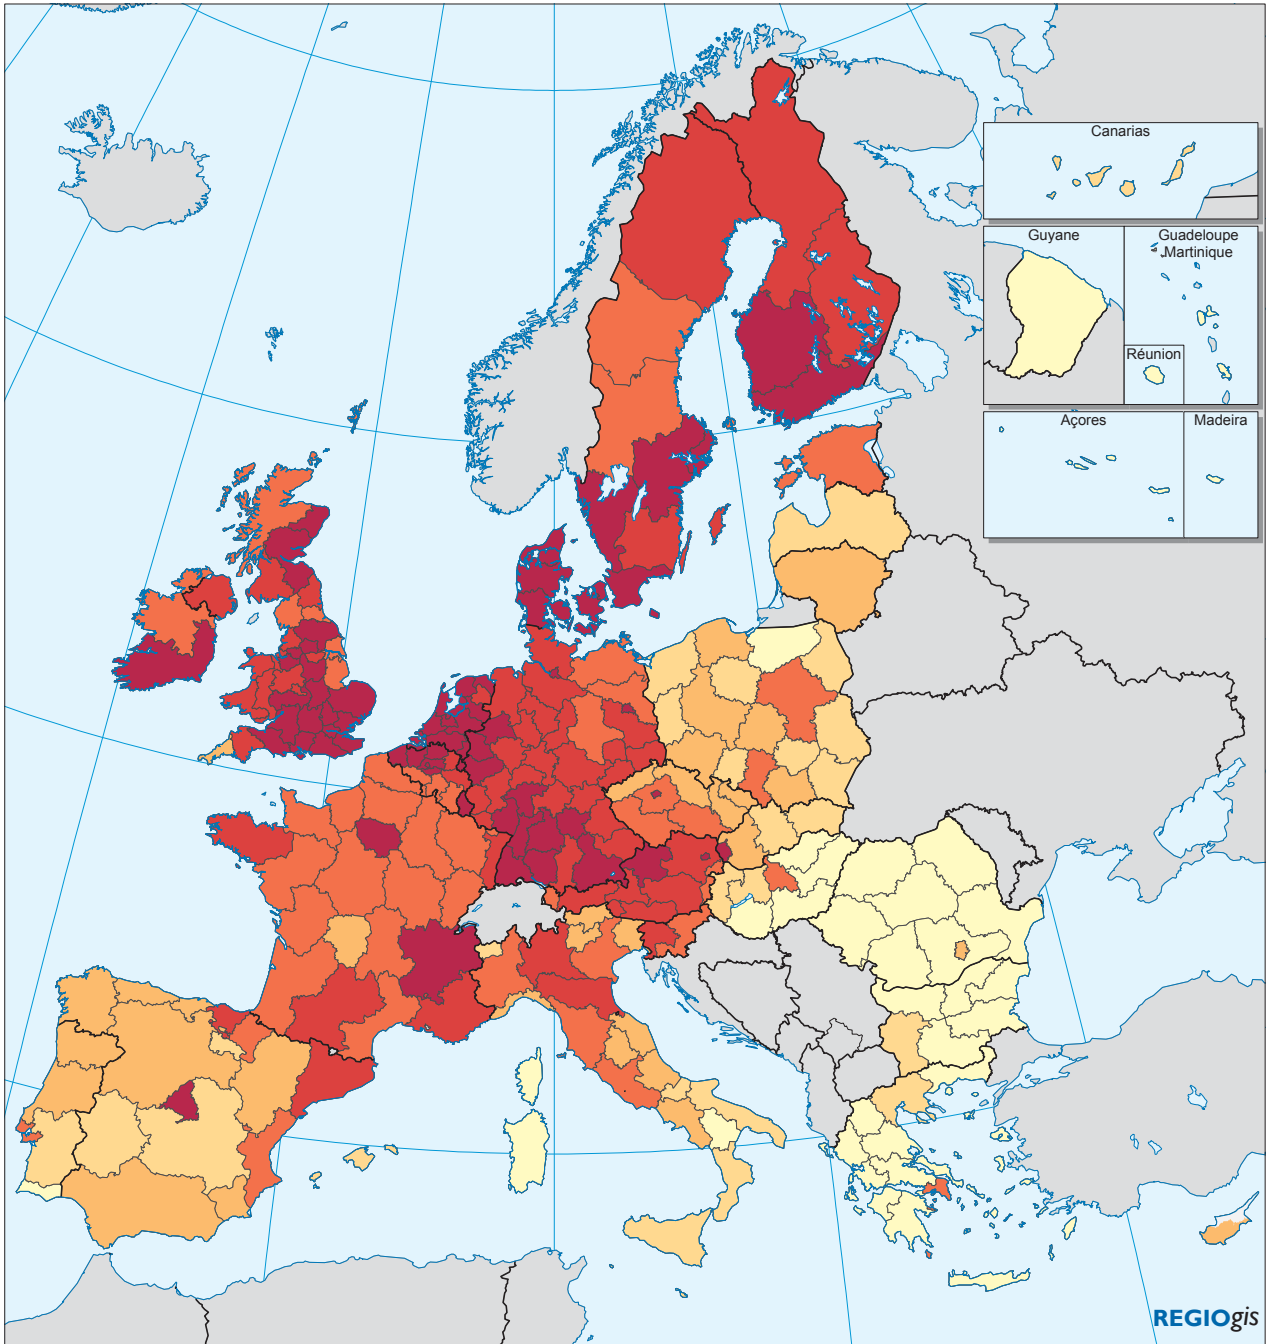 Canarias
Guyane
Guadeloupe
Martinique
Réunion
Açores
Madeira
REGIOgis